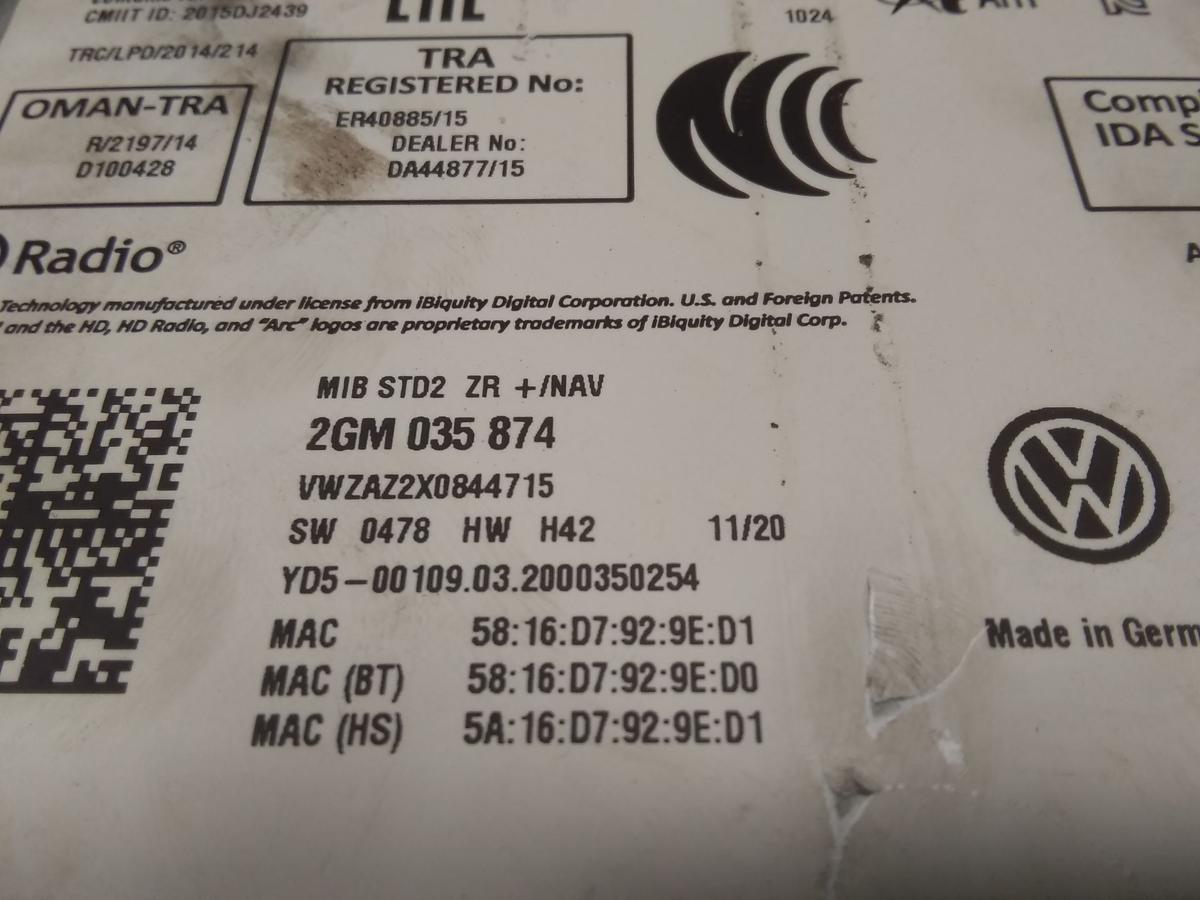 CMIIT ID: 2015DJ2439
1024
TRC/LPD/2014/214
OMAN-TRA
R/2197/14
D100428
TRA
REGISTERED No:
ER40885/15
DEALER No:
DA44877/15
Compl
IDA S
Radio®
Technology manufactured under license from iBiquity Digital Corporation. U.S. and Foreign Patents.
and the HD, HD Radio, and "Arc" logos are proprietary trademarks of iBiquity Digital Corp.
MIB STD2 ZR +/NAV
2GM 035 874
VWZAZ2X0844715
SW 0478 HW H42 11/20
YD5-00109.03.2000350254
MAC 58:16:D7:92:9E:D1
MAC (BT) 58:16:D7:92:9E:D0
MAC (HS) 5A:16:D7:92:9E:D1
VW
Made in Germ